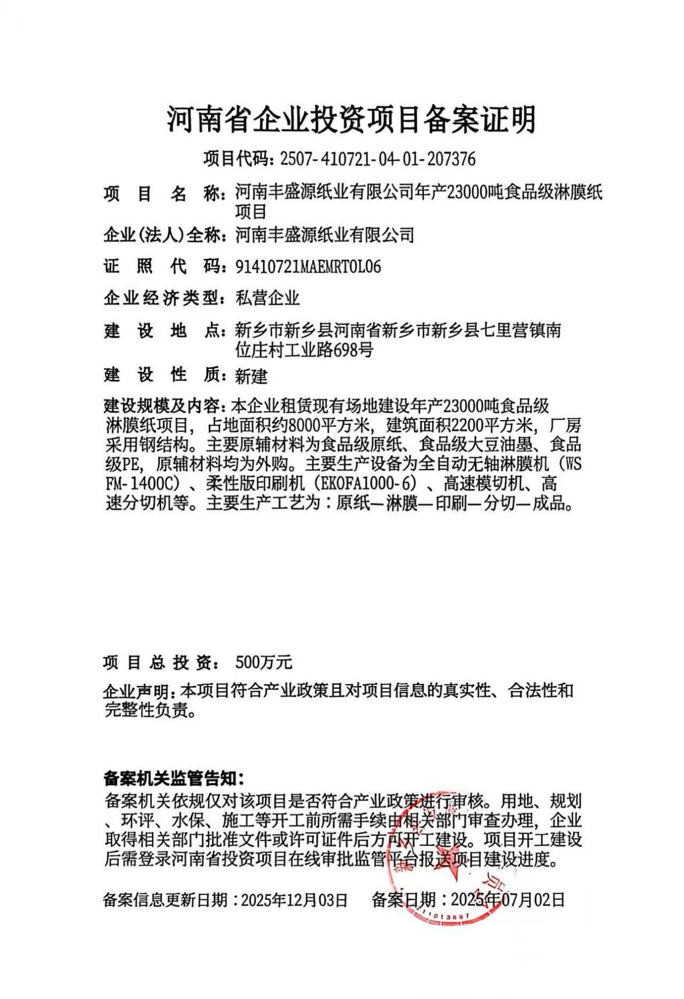 河南省企业投资项目备案证明
项目代码：2507-410721-04-01-207376
项目名称：河南丰盛源纸业有限公司年产23000吨食品级淋膜纸
项目
企业(法人)全称：河南丰盛源纸业有限公司
证照代码：91410721MAEMRT0L06
企业经济类型：私营企业
建设地点：新乡市新乡县河南省新乡市新乡县七里营镇南
位庄村工业路698号
建设性质：新建
建设规模及内容：本企业租赁现有场地建设年产23000吨食品级
淋膜纸项目，占地面积约8000平方米，建筑面积2200平方米，厂房
采用钢结构。主要原辅材料为食品级原纸、食品级大豆油墨、食品
级PE，原辅材料均为外购。主要生产设备为全自动无轴淋膜机（WS
FM-1400C）、柔性版印刷机（EKOFA1000-6）、高速模切机、高
速分切机等。主要生产工艺为：原纸—淋膜—印刷—分切—成品。
项目总投资：500万元
企业声明：本项目符合产业政策且对项目信息的真实性、合法性和
完整性负责。
备案机关监管告知：
备案机关依规仅对该项目是否符合产业政策进行审核。用地、规划
、环评、水保、施工等开工前所需手续由相关部门审查办理，企业
取得相关部门批准文件或许可证件后方可开工建设。项目开工建设
后需登录河南省投资项目在线审批监管平台报送项目建设进度。
备案信息更新日期：2025年12月03日 备案日期：2025年07月02日